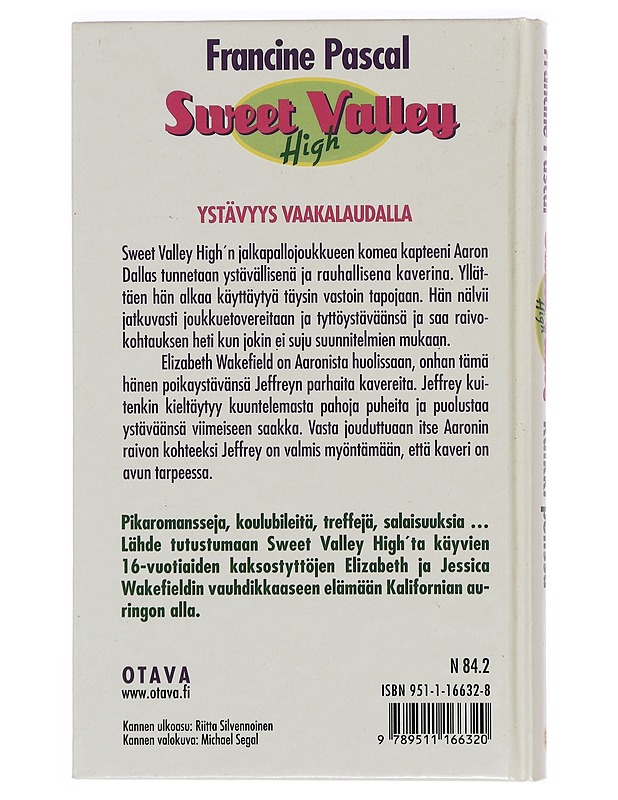 Francine Pascal
Sweet Valley
High
YSTÄVYYS VAAKALAUDALLA
Sweet Valley High´n jalkapallojoukkueen komea kapteeni Aaron
Dallas tunnetaan ystävällisenä ja rauhallisena kaverina. Yllät-
täen hän alkaa käyttäytyä täysin vastoin tapojaan. Hän nälvii
jatkuvasti joukkuetovereitaan ja tyttöystäväänsä ja saa raivo-
kohtauksen heti kun jokin ei suju suunnitelmien mukaan.
Elizabeth Wakefield on Aaronista huolissaan, onhan tämä
hänen poikaystävänsä Jeffreyn parhaita kavereita. Jeffrey kui-
tenkin kieltäytyy kuuntelemasta pahoja puheita ja puolustaa
ystäväänsä viimeiseen saakka. Vasta jouduttuaan itse Aaronin
raivon kohteeksi Jeffrey on valmis myöntämään, että kaveri on
avun tarpeessa.
Pikaromansseja, koulubileitä, treffejä, salaisuuksia ...
Lähde tutustumaan Sweet Valley High´ta käyvien
16-vuotiaiden kaksostyttöjen Elizabeth ja Jessica
Wakefieldin vauhdikkaaseen elämään Kalifornian au-
ringon alla.
OTAVA
www.otava.fi
N 84.2
ISBN 951-1-16632-8
9 789511 166320
Kannen ulkoasu: Riitta Silvennoinen
Kannen valokuva: Michael Segal
Francine Pascal
High